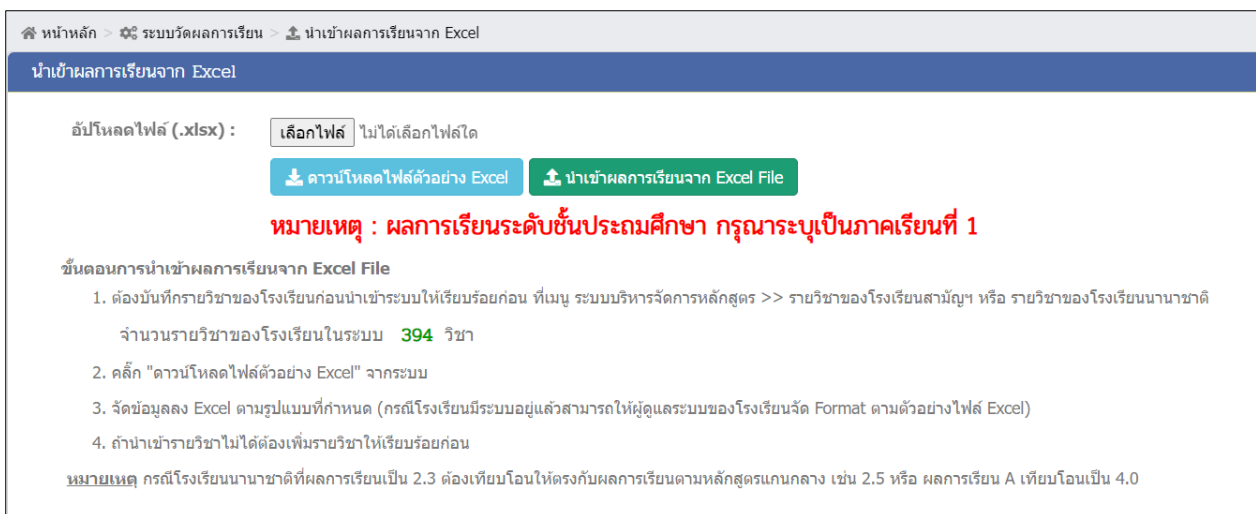 หน้าหลัก > ระบบวัดผลการเรียน > นำเข้าผลการเรียนจาก Excel
นำเข้าผลการเรียนจาก Excel
อัปโหลดไฟล์ (.xlsx) : เลือกไฟล์ ไม่ได้เลือกไฟล์ใด
ดาวน์โหลดไฟล์ตัวอย่าง Excel นำเข้าผลการเรียนจาก Excel File
หมายเหตุ : ผลการเรียนระดับชั้นประถมศึกษา กรุณาระบุเป็นภาคเรียนที่ 1
ขั้นตอนการนำเข้าผลการเรียนจาก Excel File
1. ต้องบันทึกรายวิชาของโรงเรียนก่อนนำเข้าระบบให้เรียบร้อยก่อน ที่เมนู ระบบบริหารจัดการหลักสูตร >> รายวิชาของโรงเรียนสามัญฯ หรือ รายวิชาของโรงเรียนนานาชาติ
จำนวนรายวิชาของโรงเรียนในระบบ 394 วิชา
2. คลิ๊ก "ดาวน์โหลดไฟล์ตัวอย่าง Excel" จากระบบ
3. จัดข้อมูลลง Excel ตามรูปแบบที่กำหนด (กรณีโรงเรียนมีระบบอยู่แล้วสามารถให้ผู้ดูแลระบบของโรงเรียนจัด Format ตามตัวอย่างไฟล์ Excel)
4. ถ้านำเข้ารายวิชาไม่ได้ต้องเพิ่มรายวิชาให้เรียบร้อยก่อน
หมายเหตุ กรณีโรงเรียนนานาชาติที่ผลการเรียนเป็น 2.3 ต้องเทียบโอนให้ตรงกับผลการเรียนตามหลักสูตรแกนกลาง เช่น 2.5 หรือ ผลการเรียน A เทียบโอนเป็น 4.0